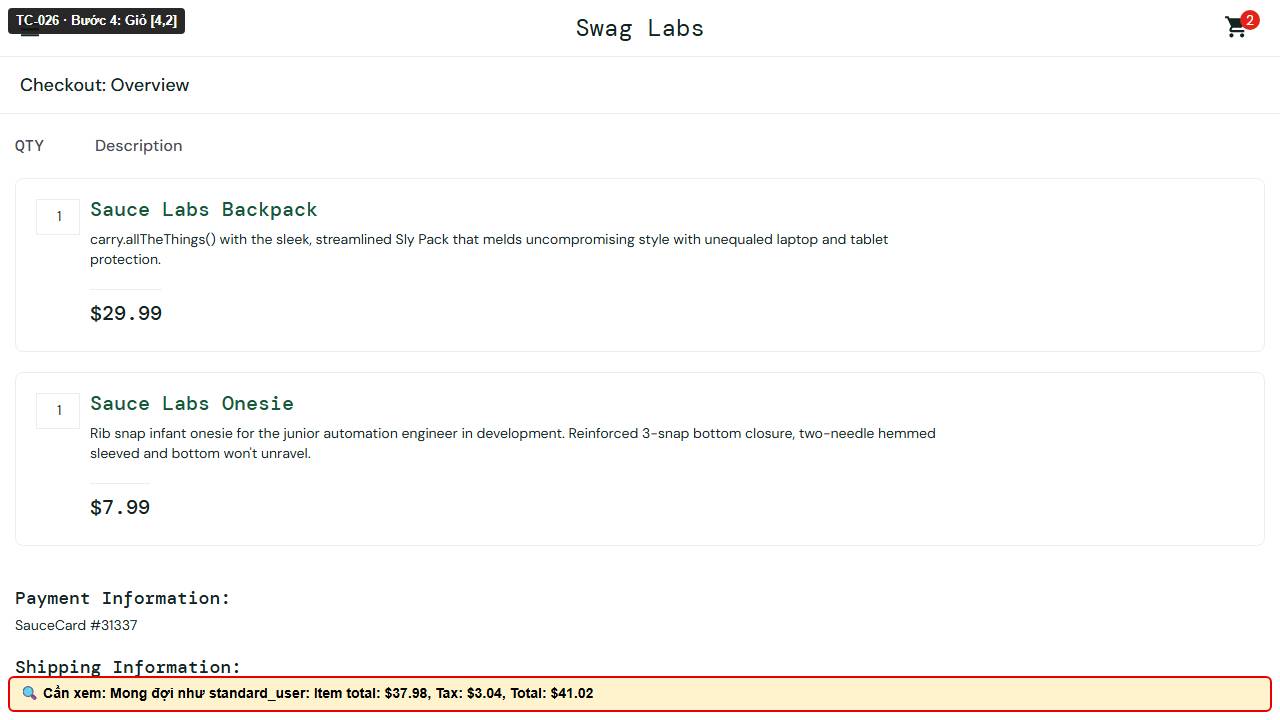 TC-026 · Bước 4: Giỏ [4,2]
Swag Labs
2
Checkout: Overview
QTY Description
1
Sauce Labs Backpack
carry.allTheThings() with the sleek, streamlined Sly Pack that melds uncompromising style with unequaled laptop and tablet
protection.
$29.99
1
Sauce Labs Onesie
Rib snap infant onesie for the junior automation engineer in development. Reinforced 3-snap bottom closure, two-needle hemmed
sleeved and bottom won't unravel.
$7.99
Payment Information:
SauceCard #31337
Shipping Information:
🔍 Cần xem: Mong đợi như standard_user: Item total: $37.98, Tax: $3.04, Total: $41.02